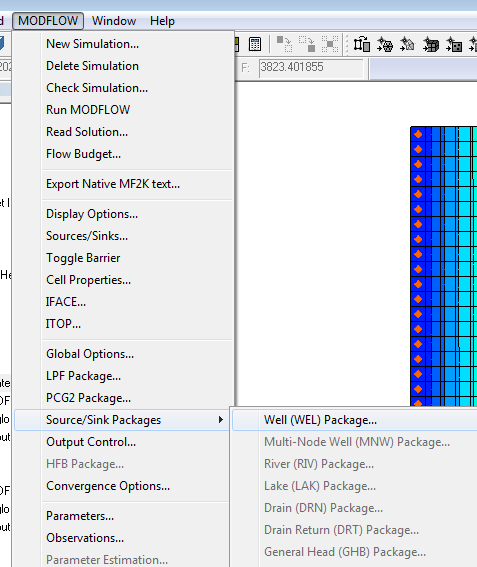 MODFLOW Window Help
New Simulation...
Delete Simulation
Check Simulation...
Run MODFLOW
F: 3823.401855
Read Solution...
Flow Budget...
Export Native MF2K text...
Display Options...
Sources/Sinks...
Toggle Barrier
Cell Properties...
IFACE...
ITOP...
Global Options...
LPF Package...
PCG2 Package...
Source/Sink Packages
Output Control...
HFB Package...
Convergence Options...
Parameters...
Observations...
Parameter Estimation...
Well (WEL) Package...
Multi-Node Well (MNW) Package...
River (RIV) Package...
Lake (LAK) Package...
Drain (DRN) Package...
Drain Return (DRT) Package...
General Head (GHB) Package...